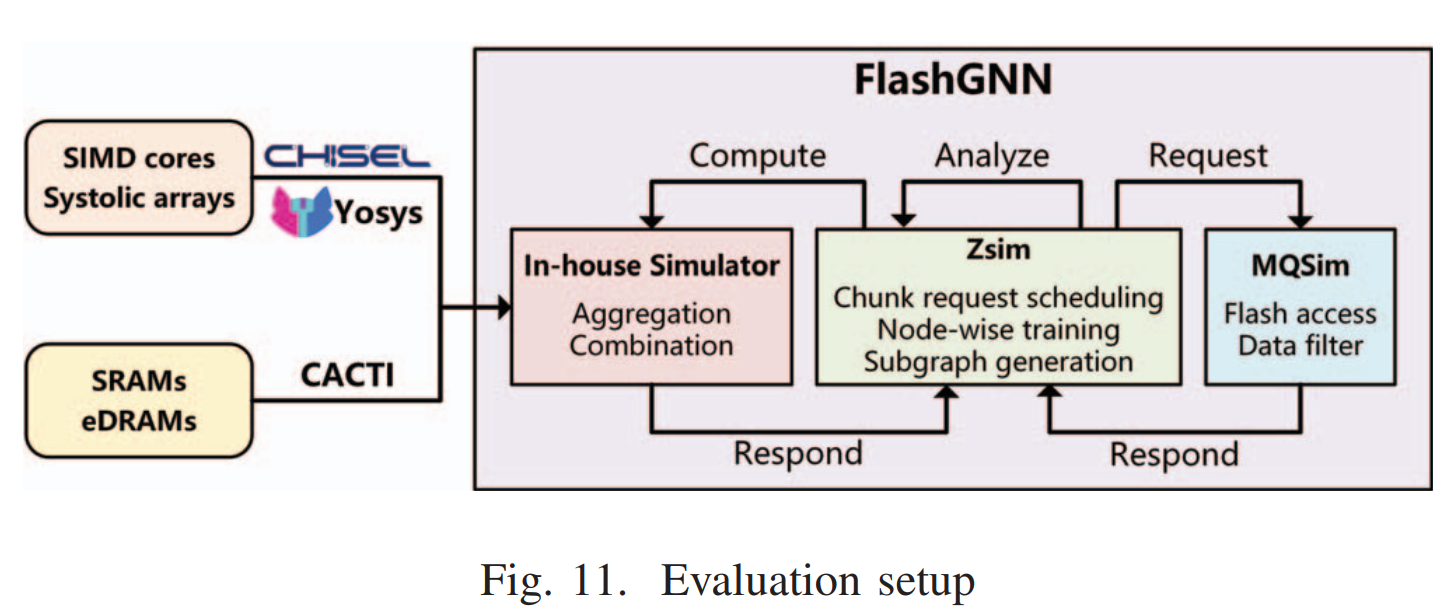 FlashGNN
SIMD cores
Systolic arrays
CHISEL
Yosys
SRAMs
eDRAMs
CACTI
Compute
Analyze
Request
In-house Simulator
Aggregation
Combination
Zsim
Chunk request scheduling
Node-wise training
Subgraph generation
MQSim
Flash access
Data filter
Respond
Respond
Fig. 11. Evaluation setup